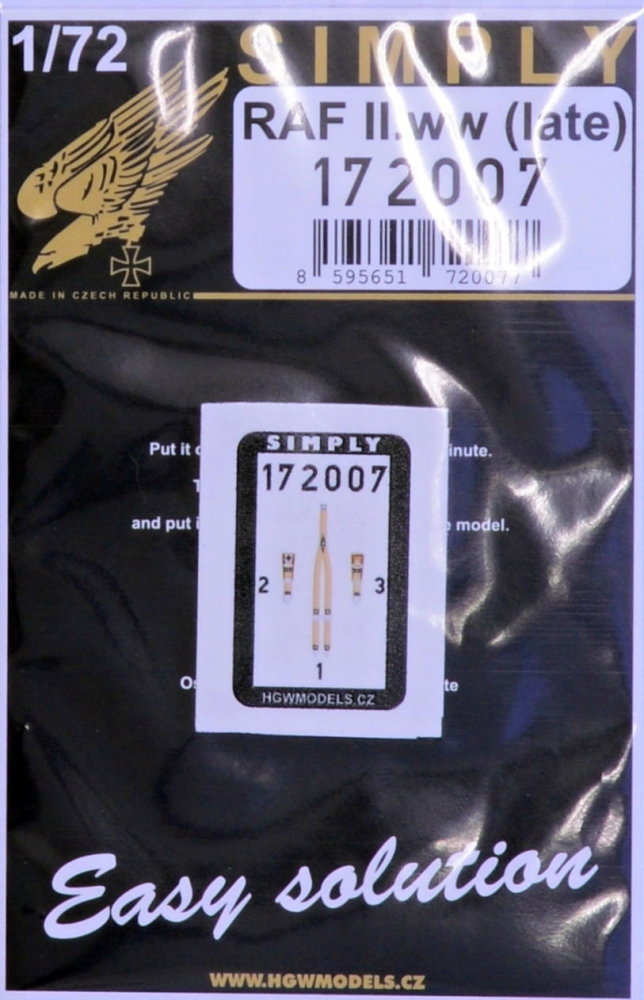 1/72
SIMPLY
RAF II.ww (late)
172007
8 595651 720077
MADE IN CZECH REPUBLIC
Put it
inute.
and put
model.
SIMPLY
172007
2
3
1
HGWMODELS.CZ
Easy solution
WWW.HGWMODELS.CZ